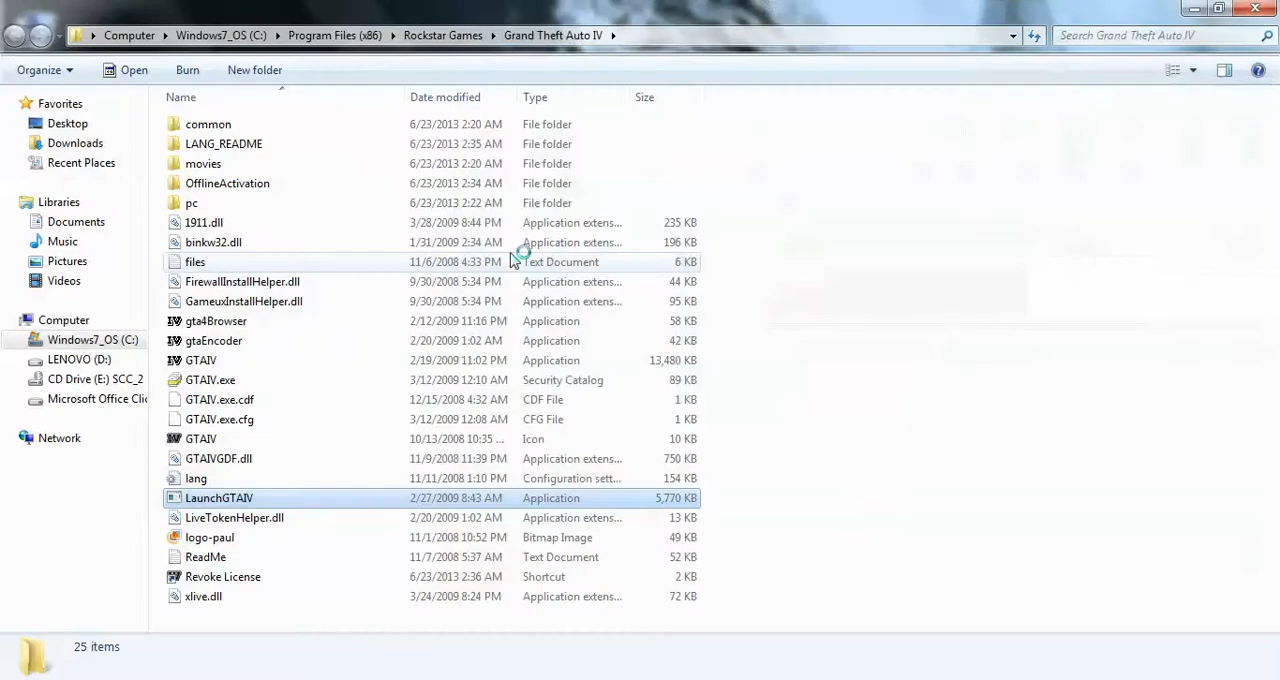 Computer Windows7_OS (C:) Program Files (x86) Rockstar Games Grand Theft Auto IV Search Grand Theft Auto IV
Organize Open Burn New folder
Name Date modified Type Size
Favorites
Desktop
Downloads
Recent Places
Libraries
Documents
Music
Pictures
Videos
Computer
Windows7_OS (C:)
LENOVO (D:)
CD Drive (E:) SCC_2
Microsoft Office Clic
Network
common 6/23/2013 2:20 AM File folder
LANG_README 6/23/2013 2:35 AM File folder
movies 6/23/2013 2:20 AM File folder
OfflineActivation 6/23/2013 2:34 AM File folder
pc 6/23/2013 2:22 AM File folder
1911.dll 3/28/2009 8:44 PM Application extens... 235 KB
binkw32.dll 1/31/2009 2:34 AM Application extens... 196 KB
files 11/6/2008 4:33 PM Text Document 6 KB
FirewallInstallHelper.dll 9/30/2008 5:34 PM Application extens... 44 KB
GameuxInstallHelper.dll 9/30/2008 5:34 PM Application extens... 95 KB
gta4Browser 2/12/2009 11:16 PM Application 58 KB
gtaEncoder 2/20/2009 1:02 AM Application 42 KB
GTAIV 2/19/2009 11:02 PM Application 13,480 KB
GTAIV.exe 3/12/2009 12:10 AM Security Catalog 89 KB
GTAIV.exe.cdf 12/15/2008 4:32 AM CDF File 1 KB
GTAIV.exe.cfg 3/12/2009 12:08 AM CFG File 1 KB
GTAIV 10/13/2008 10:35 ... Icon 10 KB
GTAIVGDF.dll 11/9/2008 11:39 PM Application extens... 750 KB
lang 11/11/2008 1:10 PM Configuration sett... 154 KB
LaunchGTAIV 2/27/2009 8:43 AM Application 5,770 KB
LiveTokenHelper.dll 2/20/2009 1:02 AM Application extens... 13 KB
logo-paul 11/1/2008 10:52 PM Bitmap Image 49 KB
ReadMe 11/7/2008 5:37 AM Text Document 52 KB
Revoke License 6/23/2013 2:36 AM Shortcut 2 KB
xlive.dll 3/24/2009 8:24 PM Application extens... 72 KB
25 items